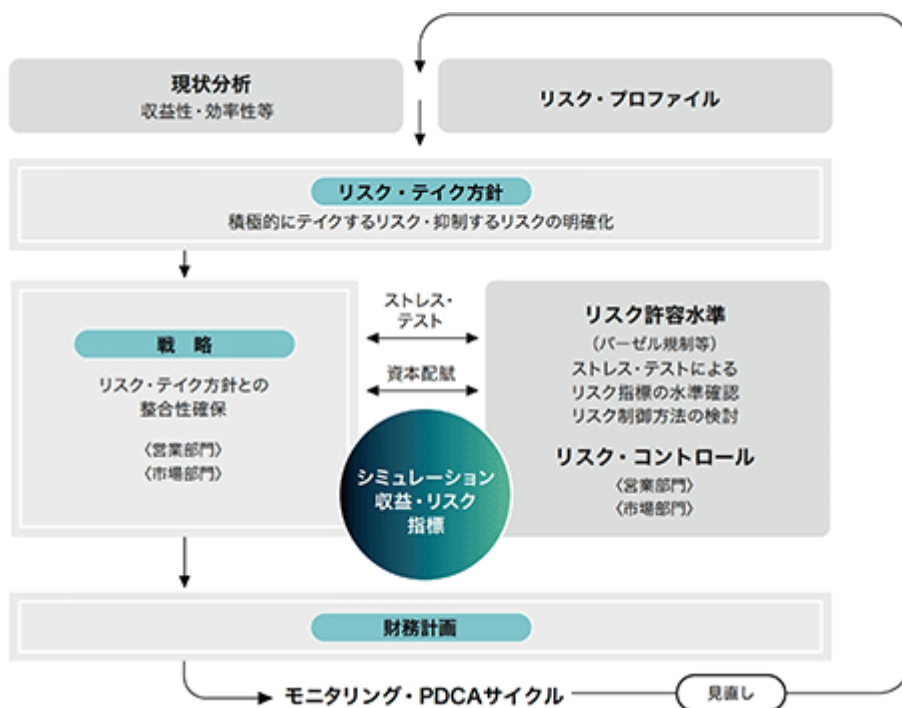 現状分析
収益性・効率性等
リスク・プロファイル
リスク・テイク方針
積極的にテイクするリスク・抑制するリスクの明確化
戦 略
リスク・テイク方針との
整合性確保
〈営業部門〉
〈市場部門〉
ストレス・
テスト
資本配賦
シミュレーション
収益・リスク
指標
リスク許容水準
（バーゼル規制等）
ストレス・テストによる
リスク指標の水準確認
リスク制御方法の検討
リスク・コントロール
〈営業部門〉
〈市場部門〉
財務計画
モニタリング・PDCAサイクル
見直し